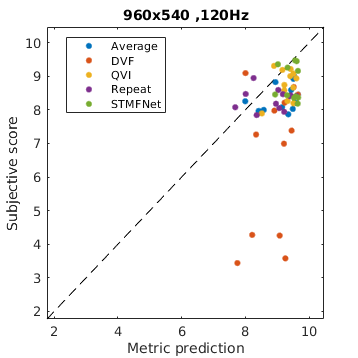 960x540 ,120Hz
Average
DVF
QVI
Repeat
STMFNet
Subjective score
10
9
8
7
6
5
4
3
2
2
4
6
8
10
Metric prediction